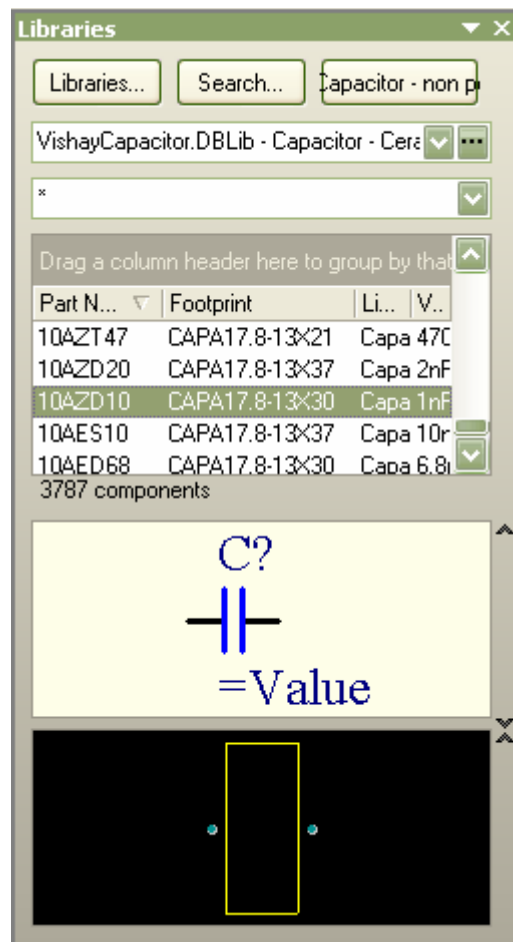 Libraries
Libraries... Search... Capacitor - non p
VishayCapacitor.DBLib - Capacitor - Cera ...
*
Drag a column header here to group by that
Part N... Footprint Li... V..
10AZT47 CAPA17.8-13X21 Capa 470
10AZD20 CAPA17.8-13X37 Capa 2nF
10AZD10 CAPA17.8-13X30 Capa 1nF
10AES10 CAPA17.8-13X37 Capa 10n
10AED68 CAPA17.8-13X30 Capa 6.8n
3787 components
C?
=Value